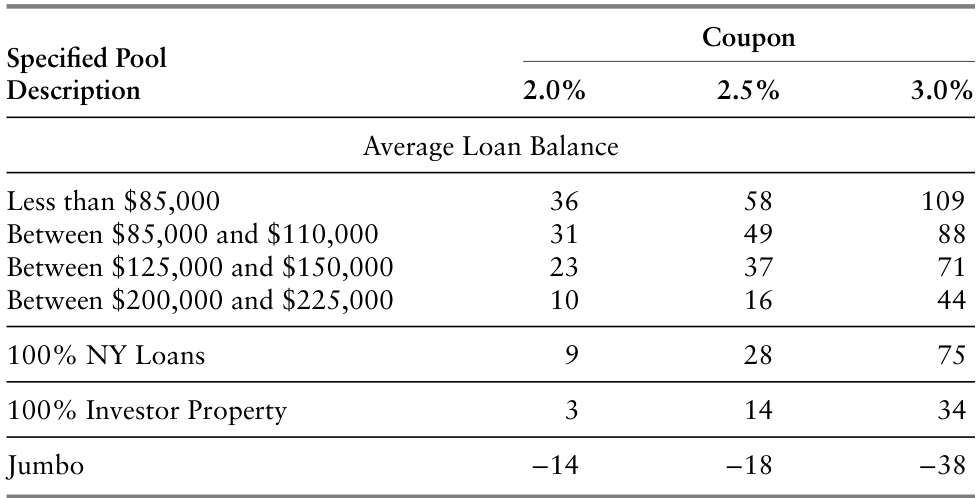 Coupon
Specified Pool
Description 2.0% 2.5% 3.0%
Average Loan Balance
Less than $85,000 36 58 109
Between $85,000 and $110,000 31 49 88
Between $125,000 and $150,000 23 37 71
Between $200,000 and $225,000 10 16 44
100% NY Loans 9 28 75
100% Investor Property 3 14 34
Jumbo −14 −18 −38